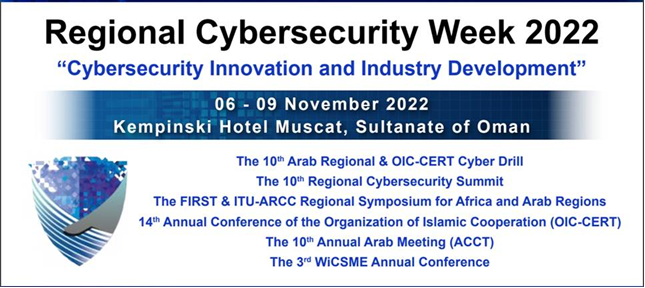 Regional Cybersecurity Week 2022
“Cybersecurity Innovation and Industry Development”
06 - 09 November 2022
Kempinski Hotel Muscat, Sultanate of Oman
The 10th Arab Regional & OIC-CERT Cyber Drill
The 10th Regional Cybersecurity Summit
The FIRST & ITU-ARCC Regional Symposium for Africa and Arab Regions
14th Annual Conference of the Organization of Islamic Cooperation (OIC-CERT)
The 10th Annual Arab Meeting (ACCT)
The 3rd WiCSME Annual Conference